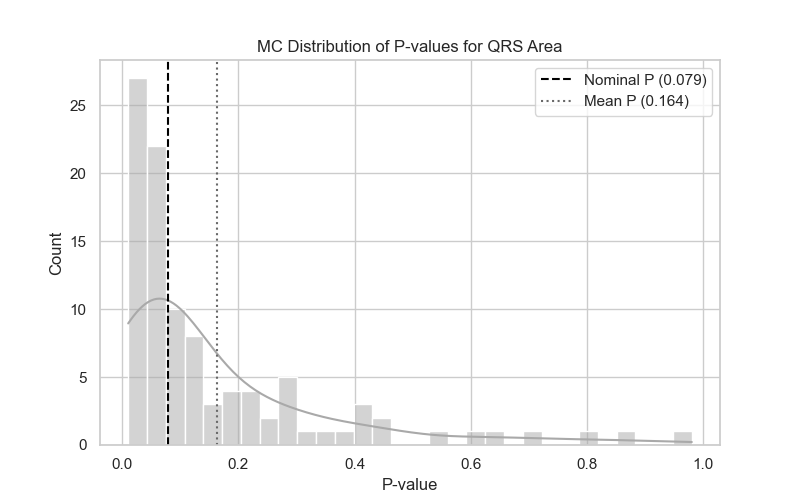 MC Distribution of P-values for QRS Area
Nominal P (0.079)
Mean P (0.164)
Count
25
20
15
10
5
0
0.0 0.2 0.4 0.6 0.8 1.0
P-value